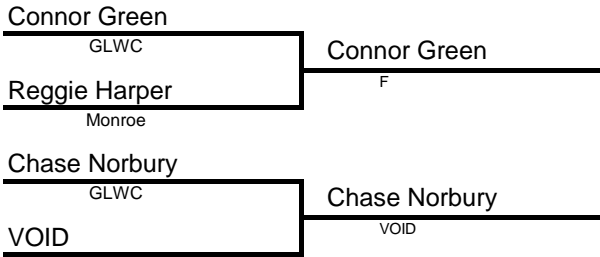 Connor Green
GLWC
Connor Green
F
Reggie Harper
Monroe
Chase Norbury
GLWC
Chase Norbury
VOID
VOID